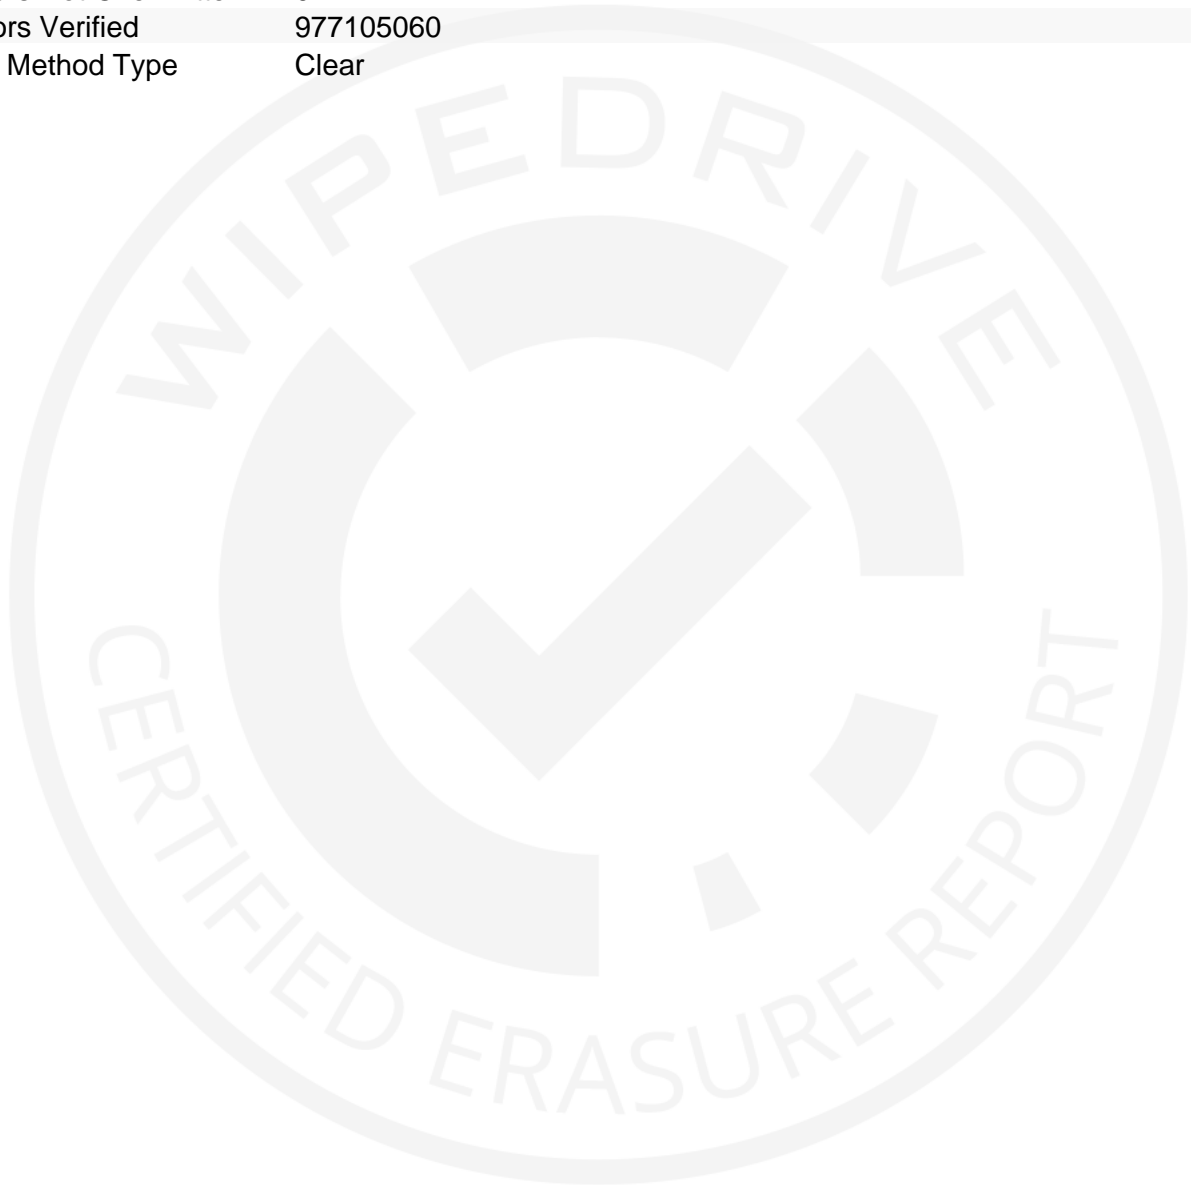 ors Verified 977105060
Method Type Clear
WIPEDRIVE
CERTIFIED ERASURE REPORT